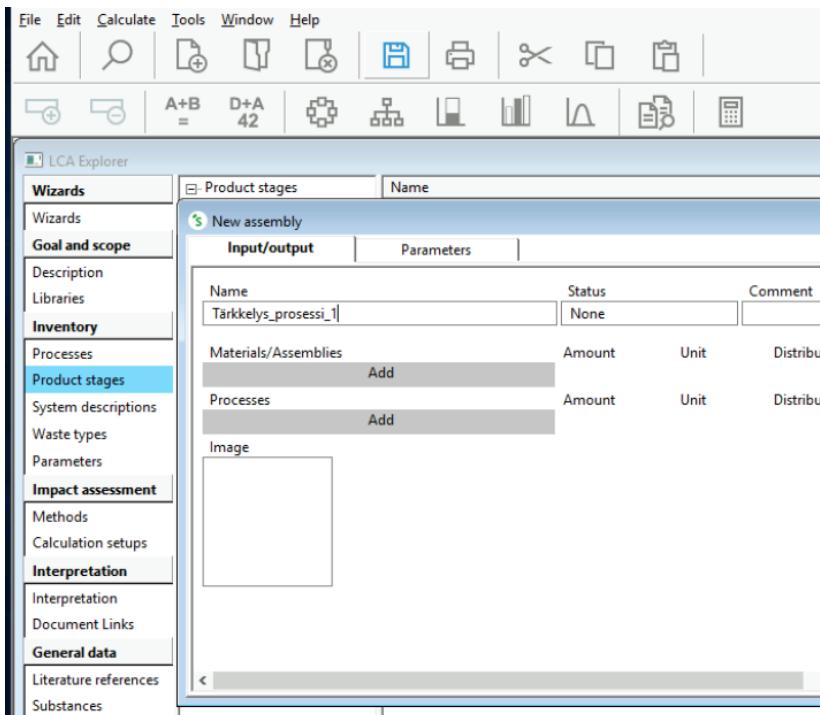 File Edit Calculate Tools Window Help
A+B D+A
= 42
LCA Explorer
Wizards
Wizards
Goal and scope
Description
Libraries
Inventory
Processes
Product stages
System descriptions
Waste types
Parameters
Impact assessment
Methods
Calculation setups
Interpretation
Interpretation
Document Links
General data
Literature references
Substances
Product stages Name
New assembly
Input/output Parameters
Name Status Comment
Tärkkelys_prosessi_1 None
Materials/Assemblies Amount Unit Distribu
Add
Processes Amount Unit Distribu
Add
Image